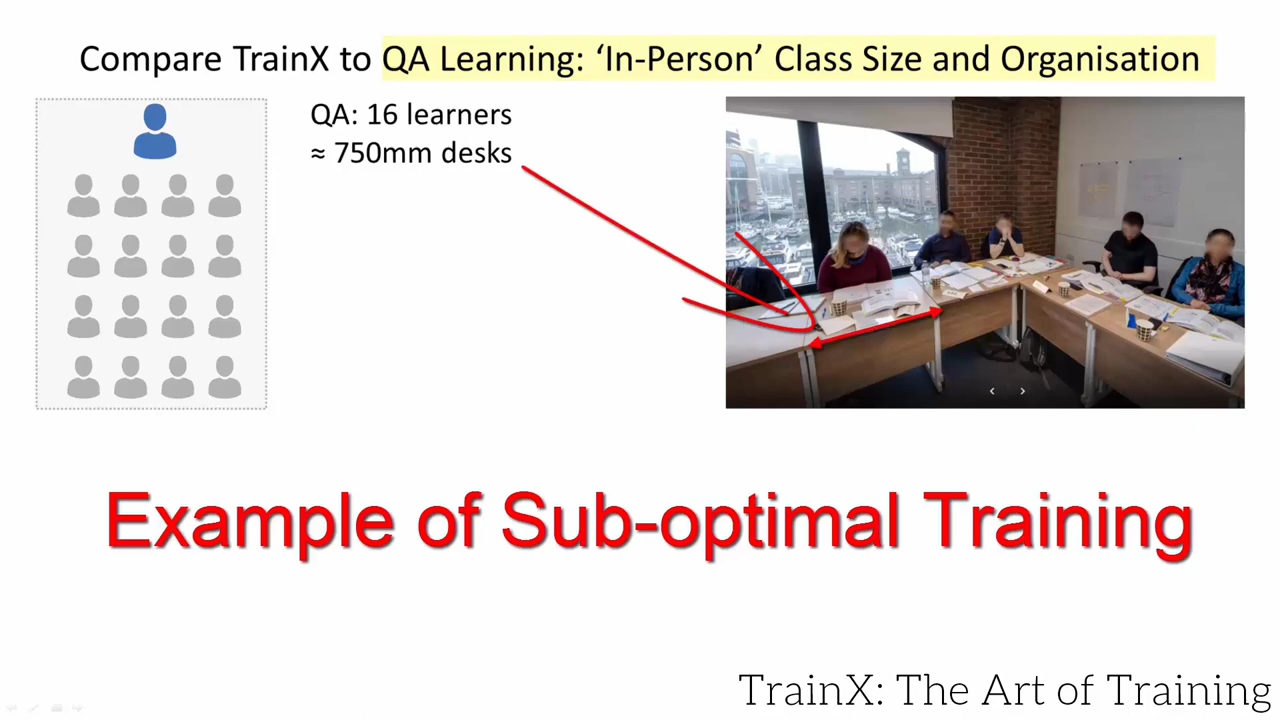 Compare TrainX to QA Learning: ‘In-Person’ Class Size and Organisation
QA: 16 learners
≈ 750mm desks
Example of Sub-optimal Training
TrainX: The Art of Training